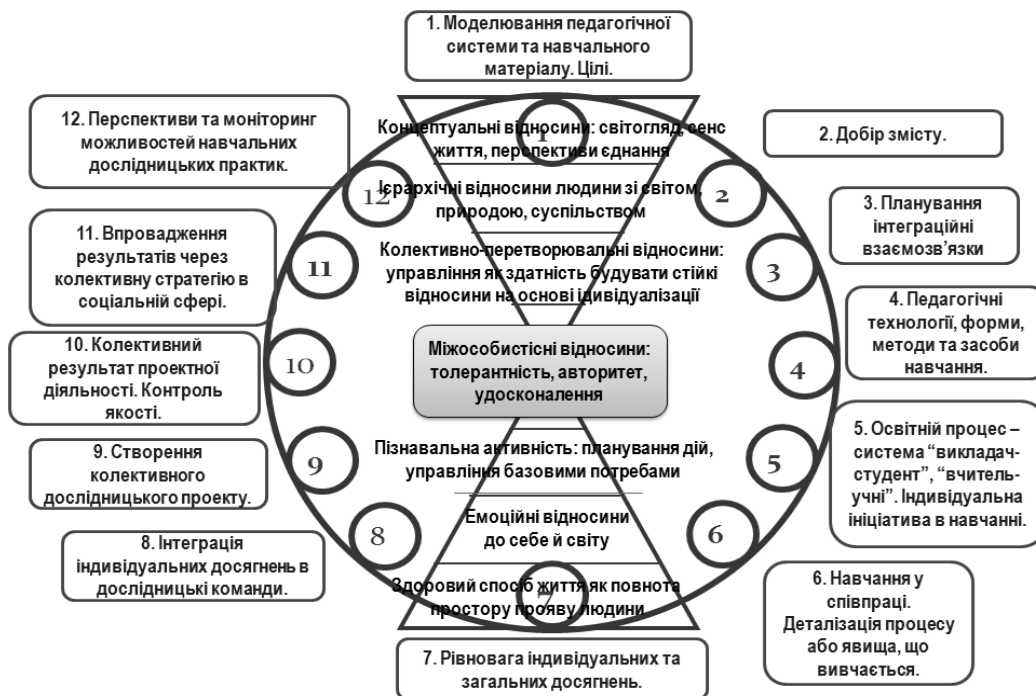 1. Моделювання педагогічної
системи та навчального
матеріалу. Цілі.
12. Перспективи та моніторинг
можливостей навчальних
дослідницьких практик.
2. Добір змісту.
11. Впровадження
результатів через
колективну стратегію в
соціальній сфері.
3. Планування
інтеграційні
взаємозв’язки
10. Колективний
результат проектної
діяльності. Контроль
якості.
4. Педагогічні
технології, форми,
методи та засоби
навчання.
9. Створення
колективного
дослідницького проекту.
5. Освітній процес –
система “викладач-
студент”, “вчитель-
учні”. Індивідуальна
ініціатива в навчанні.
8. Інтеграція
індивідуальних досягнень в
дослідницькі команди.
6. Навчання у
співпраці.
Деталізація процесу
або явища, що
вивчається.
7. Рівновага індивідуальних та
загальних досягнень.
1
2
3
4
5
6
7
8
9
10
11
12
Концептуальні відносини: світогляд, сенс
життя, перспективи єднання
Ієрархічні відносини людини зі світом,
природою, суспільством
Колективно-перетворювальні відносини:
управління як здатність будувати стійкі
відносини на основі ідивідуалізації
Міжособистісні відносини:
толерантність, авторитет,
удосконалення
Пізнавальна активність: планування дій,
управління базовими потребами
Емоційні відносини
до себе й світу
Здоровий спосіб життя як повнота
простору прояву людини